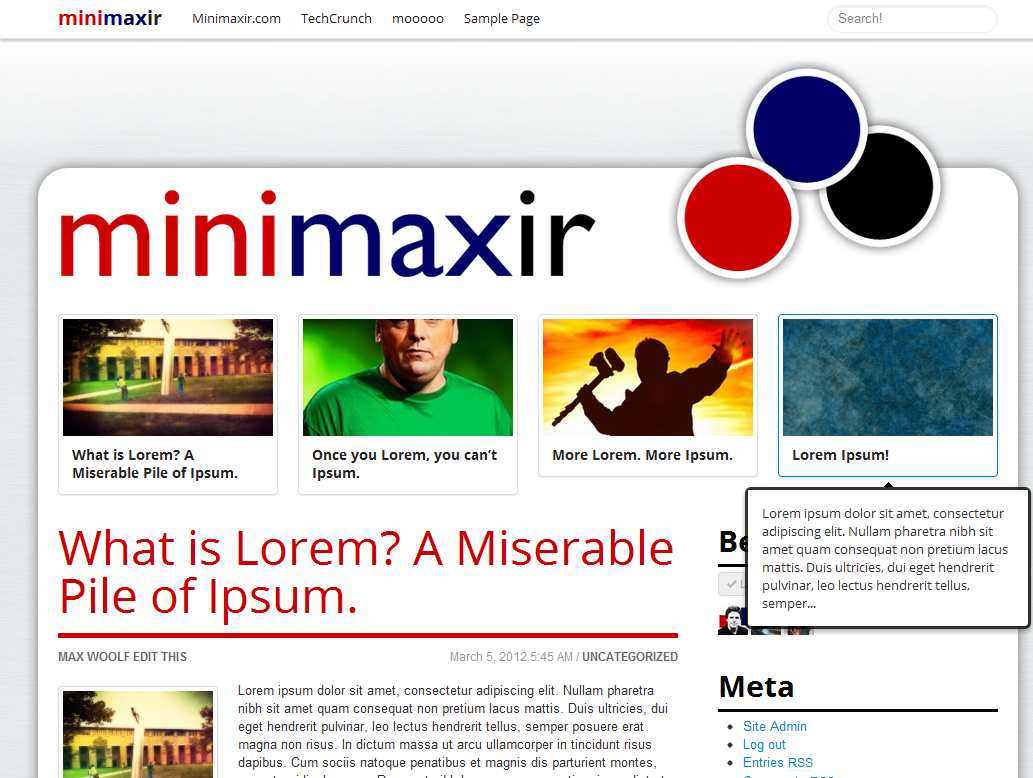 minimaxir
Minimaxir.com
TechCrunch
mooooo
Sample Page
Search!
minimaxir
What is Lorem? A
Miserable Pile of Ipsum.
Once you Lorem, you can't
Ipsum.
More Lorem. More Ipsum.
Lorem Ipsum!
Lorem ipsum dolor sit amet, consectetur
adipiscing elit. Nullam pharetra nibh sit
amet quam consequat non pretium lacus
mattis. Duis ultricies, dui eget hendrerit
pulvinar, leo lectus hendrerit tellus,
semper...
What is Lorem? A Miserable
Pile of Ipsum.
MAX WOOLF EDIT THIS
March 5, 2012 5:45 AM / UNCATEGORIZED
Lorem ipsum dolor sit amet, consectetur adipiscing elit. Nullam pharetra
nibh sit amet quam consequat non pretium lacus mattis. Duis ultricies, dui
eget hendrerit pulvinar, leo lectus hendrerit tellus, semper posuere erat
magna non risus. In dictum massa ut arcu ullamcorper in tincidunt risus
dapibus. Cum sociis natoque penatibus et magnis dis parturient montes,
Meta
Site Admin
Log out
Entries RSS